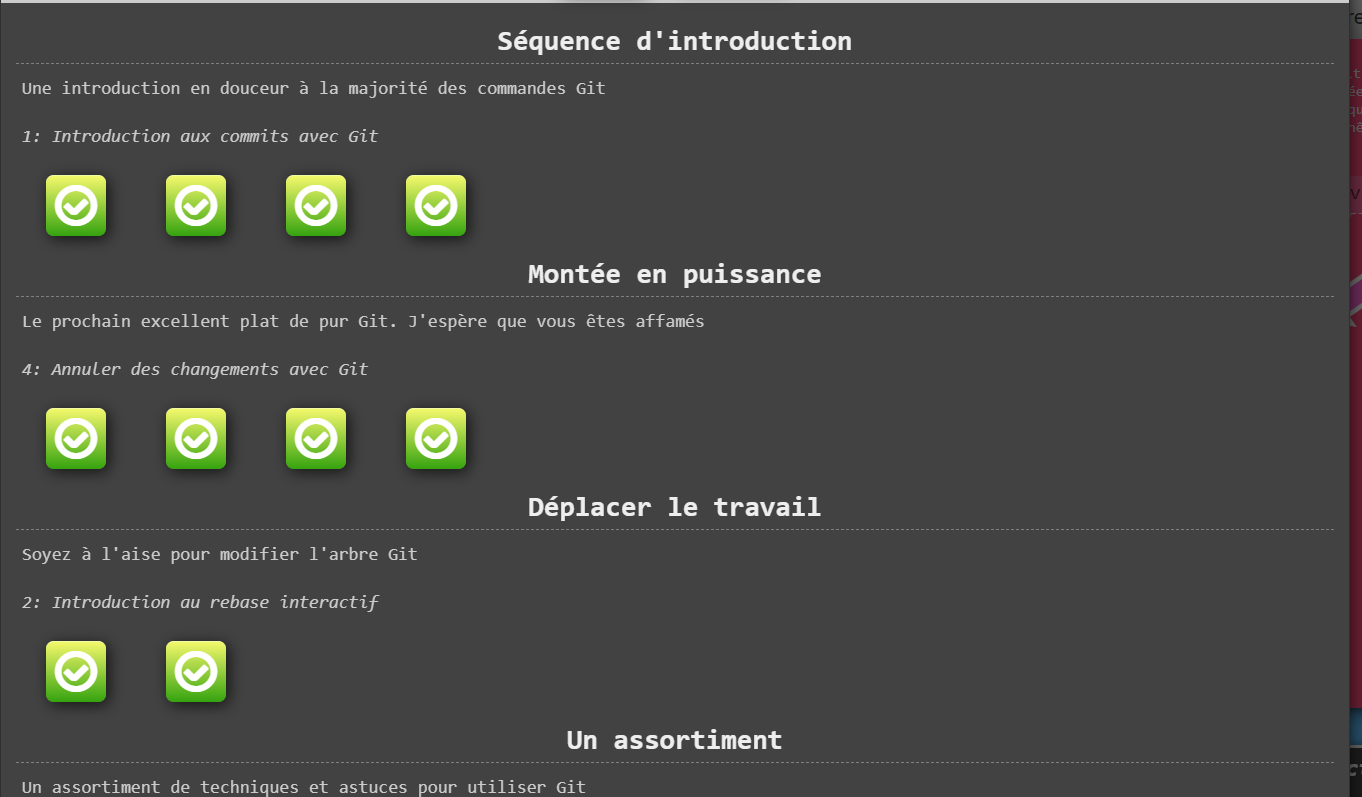 Séquence d'introduction
Une introduction en douceur à la majorité des commandes Git
1: Introduction aux commits avec Git
Montée en puissance
Le prochain excellent plat de pur Git. J'espère que vous êtes affamés
4: Annuler des changements avec Git
Déplacer le travail
Soyez à l'aise pour modifier l'arbre Git
2: Introduction au rebase interactif
Un assortiment
Un assortiment de techniques et astuces pour utiliser Git